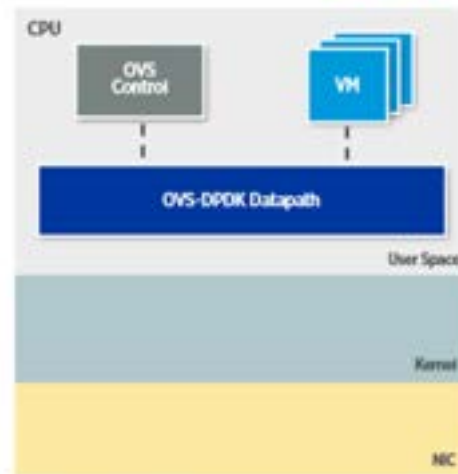 CPU
OVS
Control
VM
OVS-DPDK Datapath
User Space
Kernel
NIC